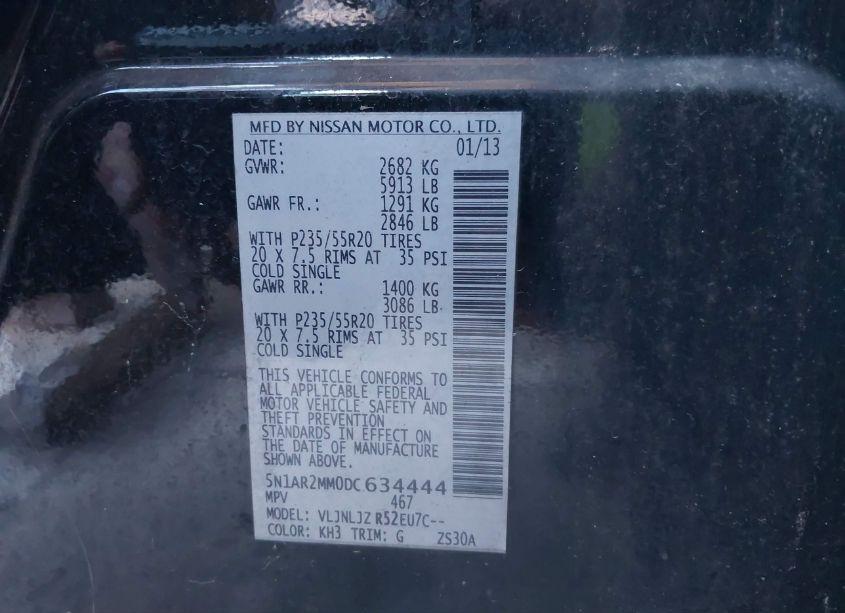 MFD BY NISSAN MOTOR CO., LTD.
DATE: 01/13
GVWR: 2682 KG
5913 LB
GAWR FR.: 1291 KG
2846 LB
WITH P235/55R20 TIRES
20 X 7.5 RIMS AT 35 PSI
COLD SINGLE
GAWR RR.: 1400 KG
3086 LB
WITH P235/55R20 TIRES
20 X 7.5 RIMS AT 35 PSI
COLD SINGLE
THIS VEHICLE CONFORMS TO
ALL APPLICABLE FEDERAL
MOTOR VEHICLE SAFETY AND
THEFT PREVENTION
STANDARDS IN EFFECT ON
THE DATE OF MANUFACTURE
SHOWN ABOVE.
5N1AR2MM0DC634444
MPV 467
MODEL: VLJNLJZ R52EU7C--
COLOR: KH3 TRIM: G ZS30A